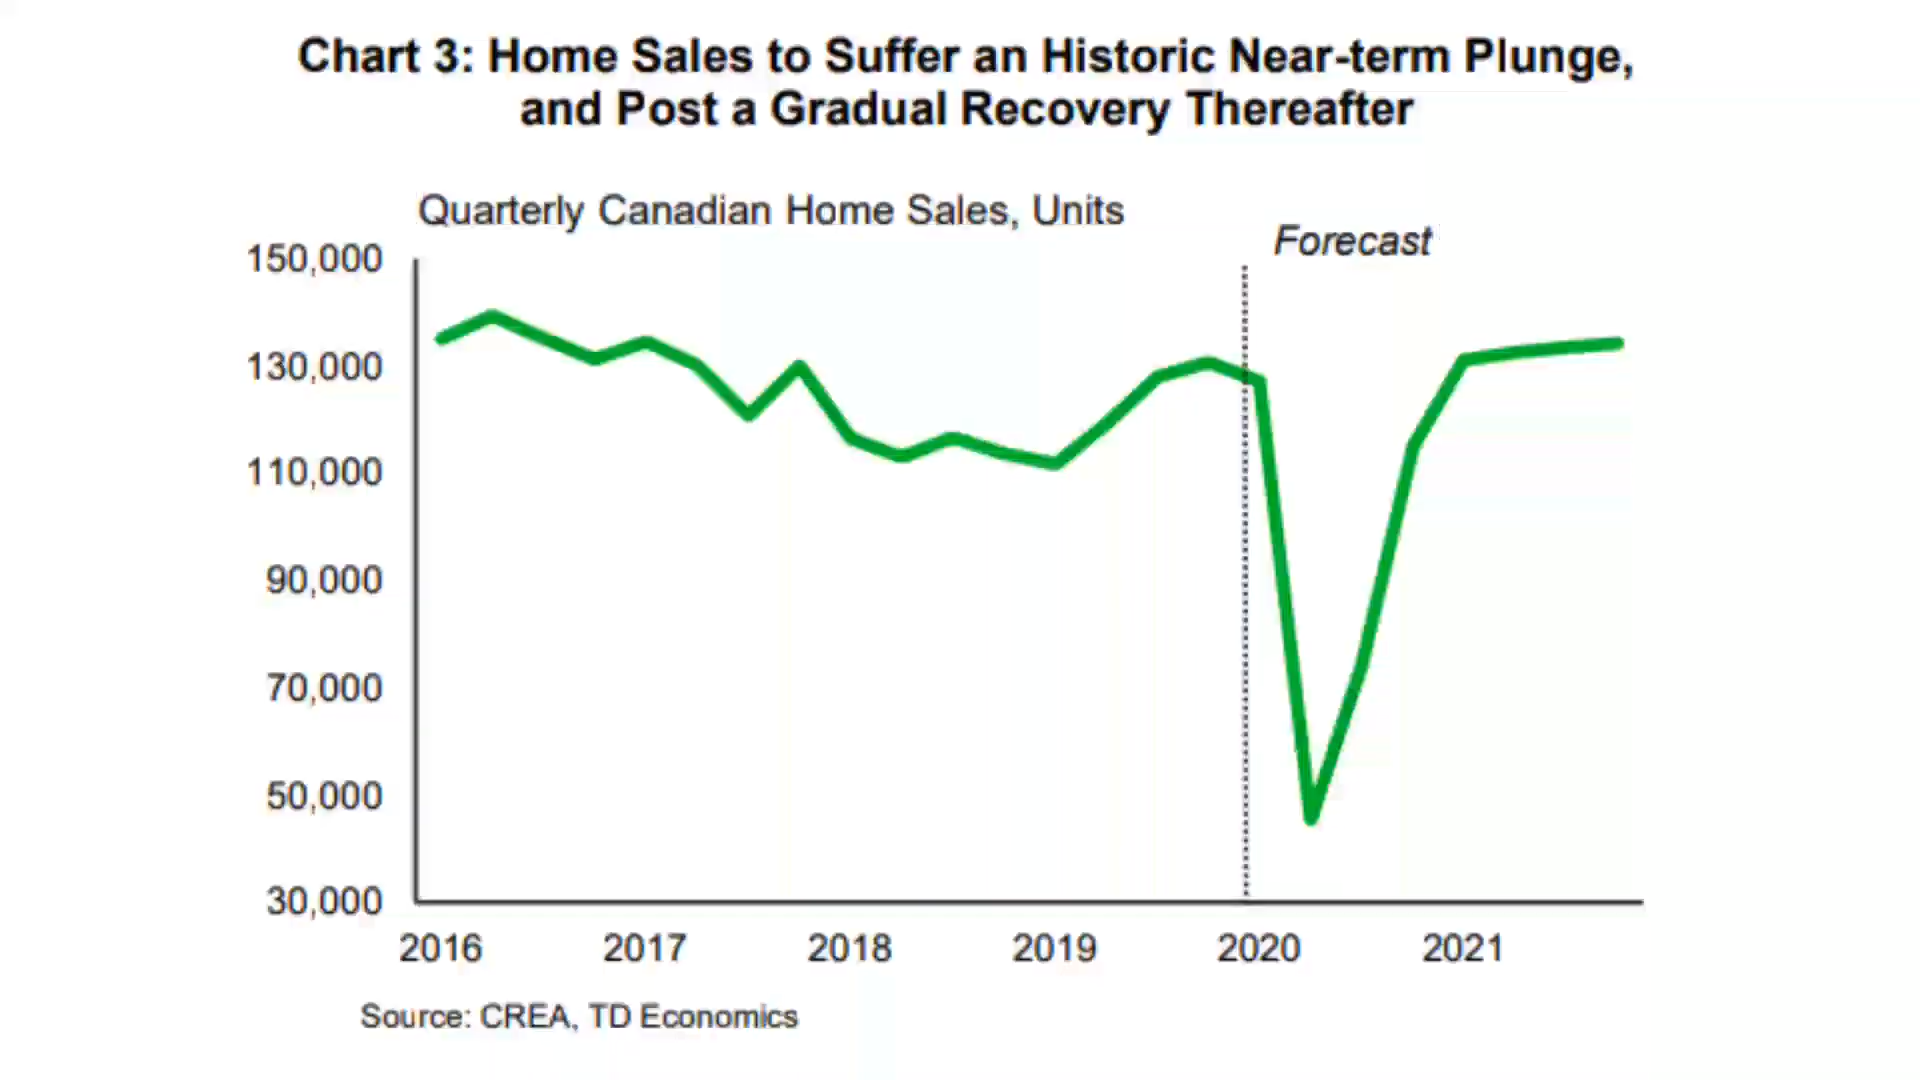 Chart 3: Home Sales to Suffer an Historic Near-term Plunge,
and Post a Gradual Recovery Thereafter
Quarterly Canadian Home Sales, Units
Forecast
150,000
130,000
110,000
90,000
70,000
50,000
30,000
2016 2017 2018 2019 2020 2021
Source: CREA, TD Economics